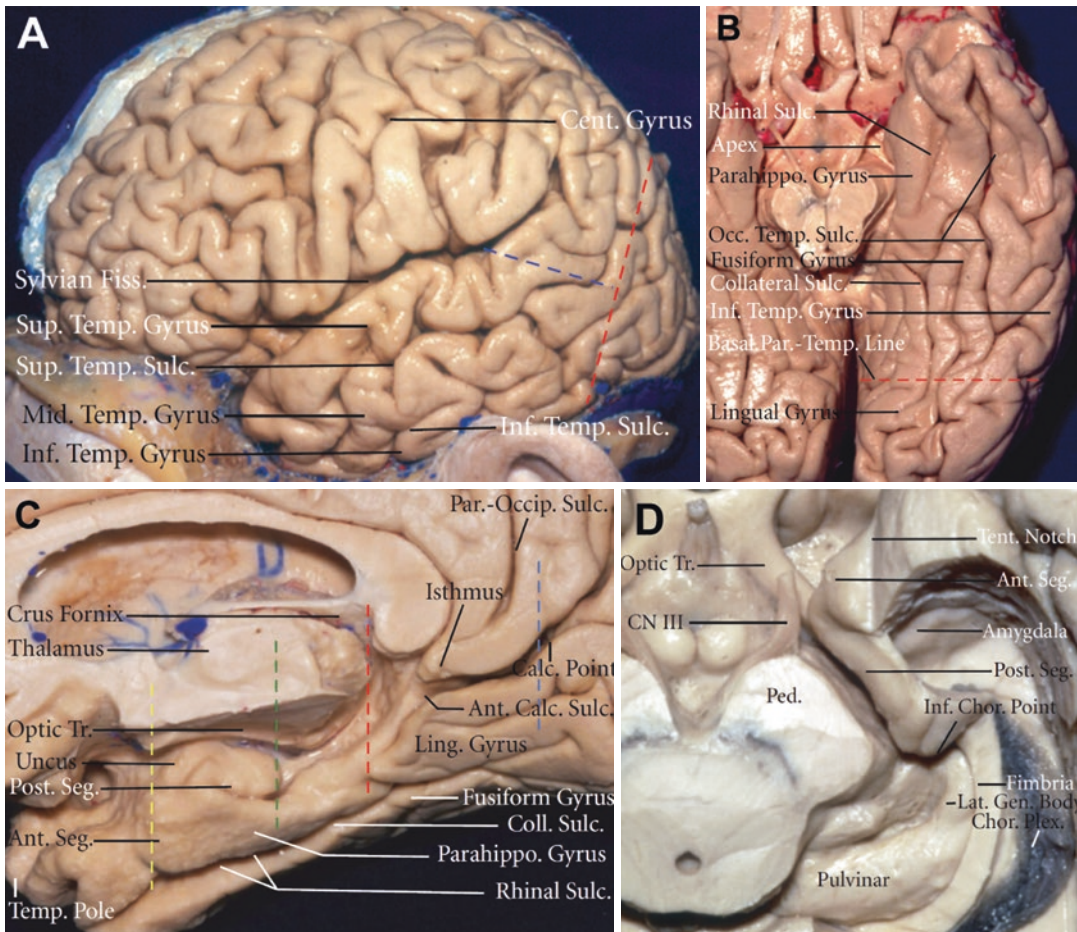 A
Cent. Gyrus
Sylvian Fiss.
Sup. Temp. Gyrus
Sup. Temp. Sulc.
Mid. Temp. Gyrus
Inf. Temp. Sulc.
Inf. Temp. Gyrus
B
Rhinal Sulc.
Apex
Parahippo. Gyrus
Occ. Temp. Sulc.
Fusiform Gyrus
Collateral Sulc.
Inf. Temp. Gyrus
Basal Par.-Temp. Line
Lingual Gyrus
C
Par.-Occip. Sulc.
Isthmus
Crus Fornix
Thalamus
Calc. Point
Ant. Calc. Sulc.
Optic Tr.
Ling. Gyrus
Uncus
Post. Seg.
Fusiform Gyrus
Coll. Sulc.
Ant. Seg.
Parahippo. Gyrus
Rhinal Sulc.
Temp. Pole
D
Tent. Notch
Optic Tr.
Ant. Seg.
CN III
Amygdala
Post. Seg.
Ped.
Inf. Chor. Point
Fimbria
Lat. Gen. Body
Chor. Plex.
Pulvinar